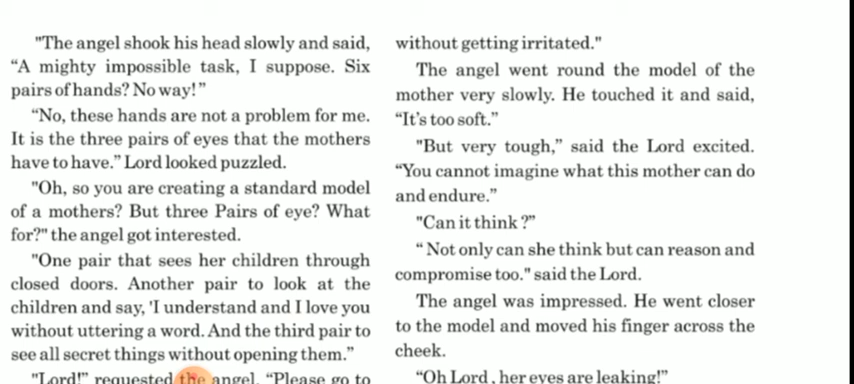 "The angel shook his head slowly and said,
“A mighty impossible task, I suppose. Six
pairs of hands? No way!”
“No, these hands are not a problem for me.
It is the three pairs of eyes that the mothers
have to have.” Lord looked puzzled.
"Oh, so you are creating a standard model
of a mothers? But three Pairs of eye? What
for?" the angel got interested.
"One pair that sees her children through
closed doors. Another pair to look at the
children and say, 'I understand and I love you
without uttering a word. And the third pair to
see all secret things without opening them.”
"Lord!” requested the angel, “Please go to
without getting irritated."
The angel went round the model of the
mother very slowly. He touched it and said,
“It’s too soft.”
"But very tough,” said the Lord excited.
“You cannot imagine what this mother can do
and endure.”
"Can it think ?”
“ Not only can she think but can reason and
compromise too." said the Lord.
The angel was impressed. He went closer
to the model and moved his finger across the
cheek.
“Oh Lord , her eyes are leaking!”